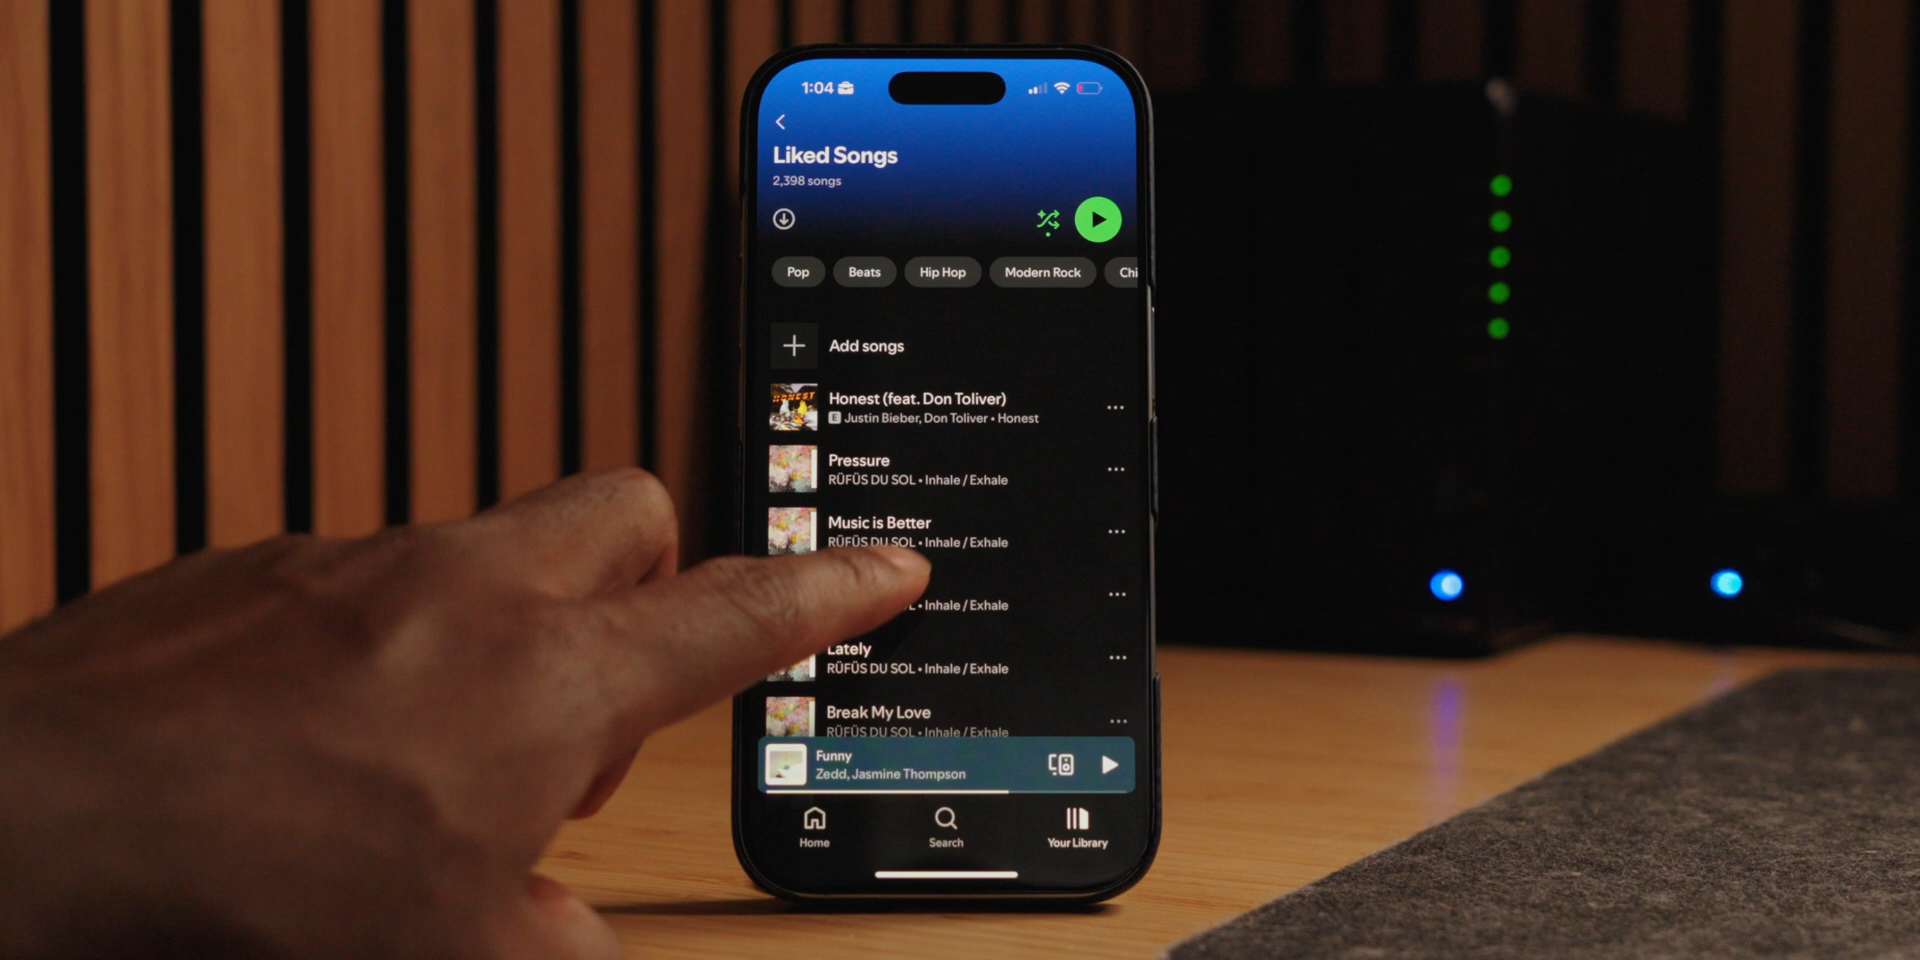 1:04
Liked Songs
2,398 songs
Pop Beats Hip Hop Modern Rock Chi
Add songs
HONEST
Honest (feat. Don Toliver)
E Justin Bieber, Don Toliver • Honest
Pressure
RÜFÜS DU SOL • Inhale / Exhale
Music is Better
RÜFÜS DU SOL • Inhale / Exhale
L • Inhale / Exhale
Lately
RÜFÜS DU SOL • Inhale / Exhale
Break My Love
RÜFÜS DU SOL • Inhale / Exhale
Funny
Zedd, Jasmine Thompson
Home Search Your Library